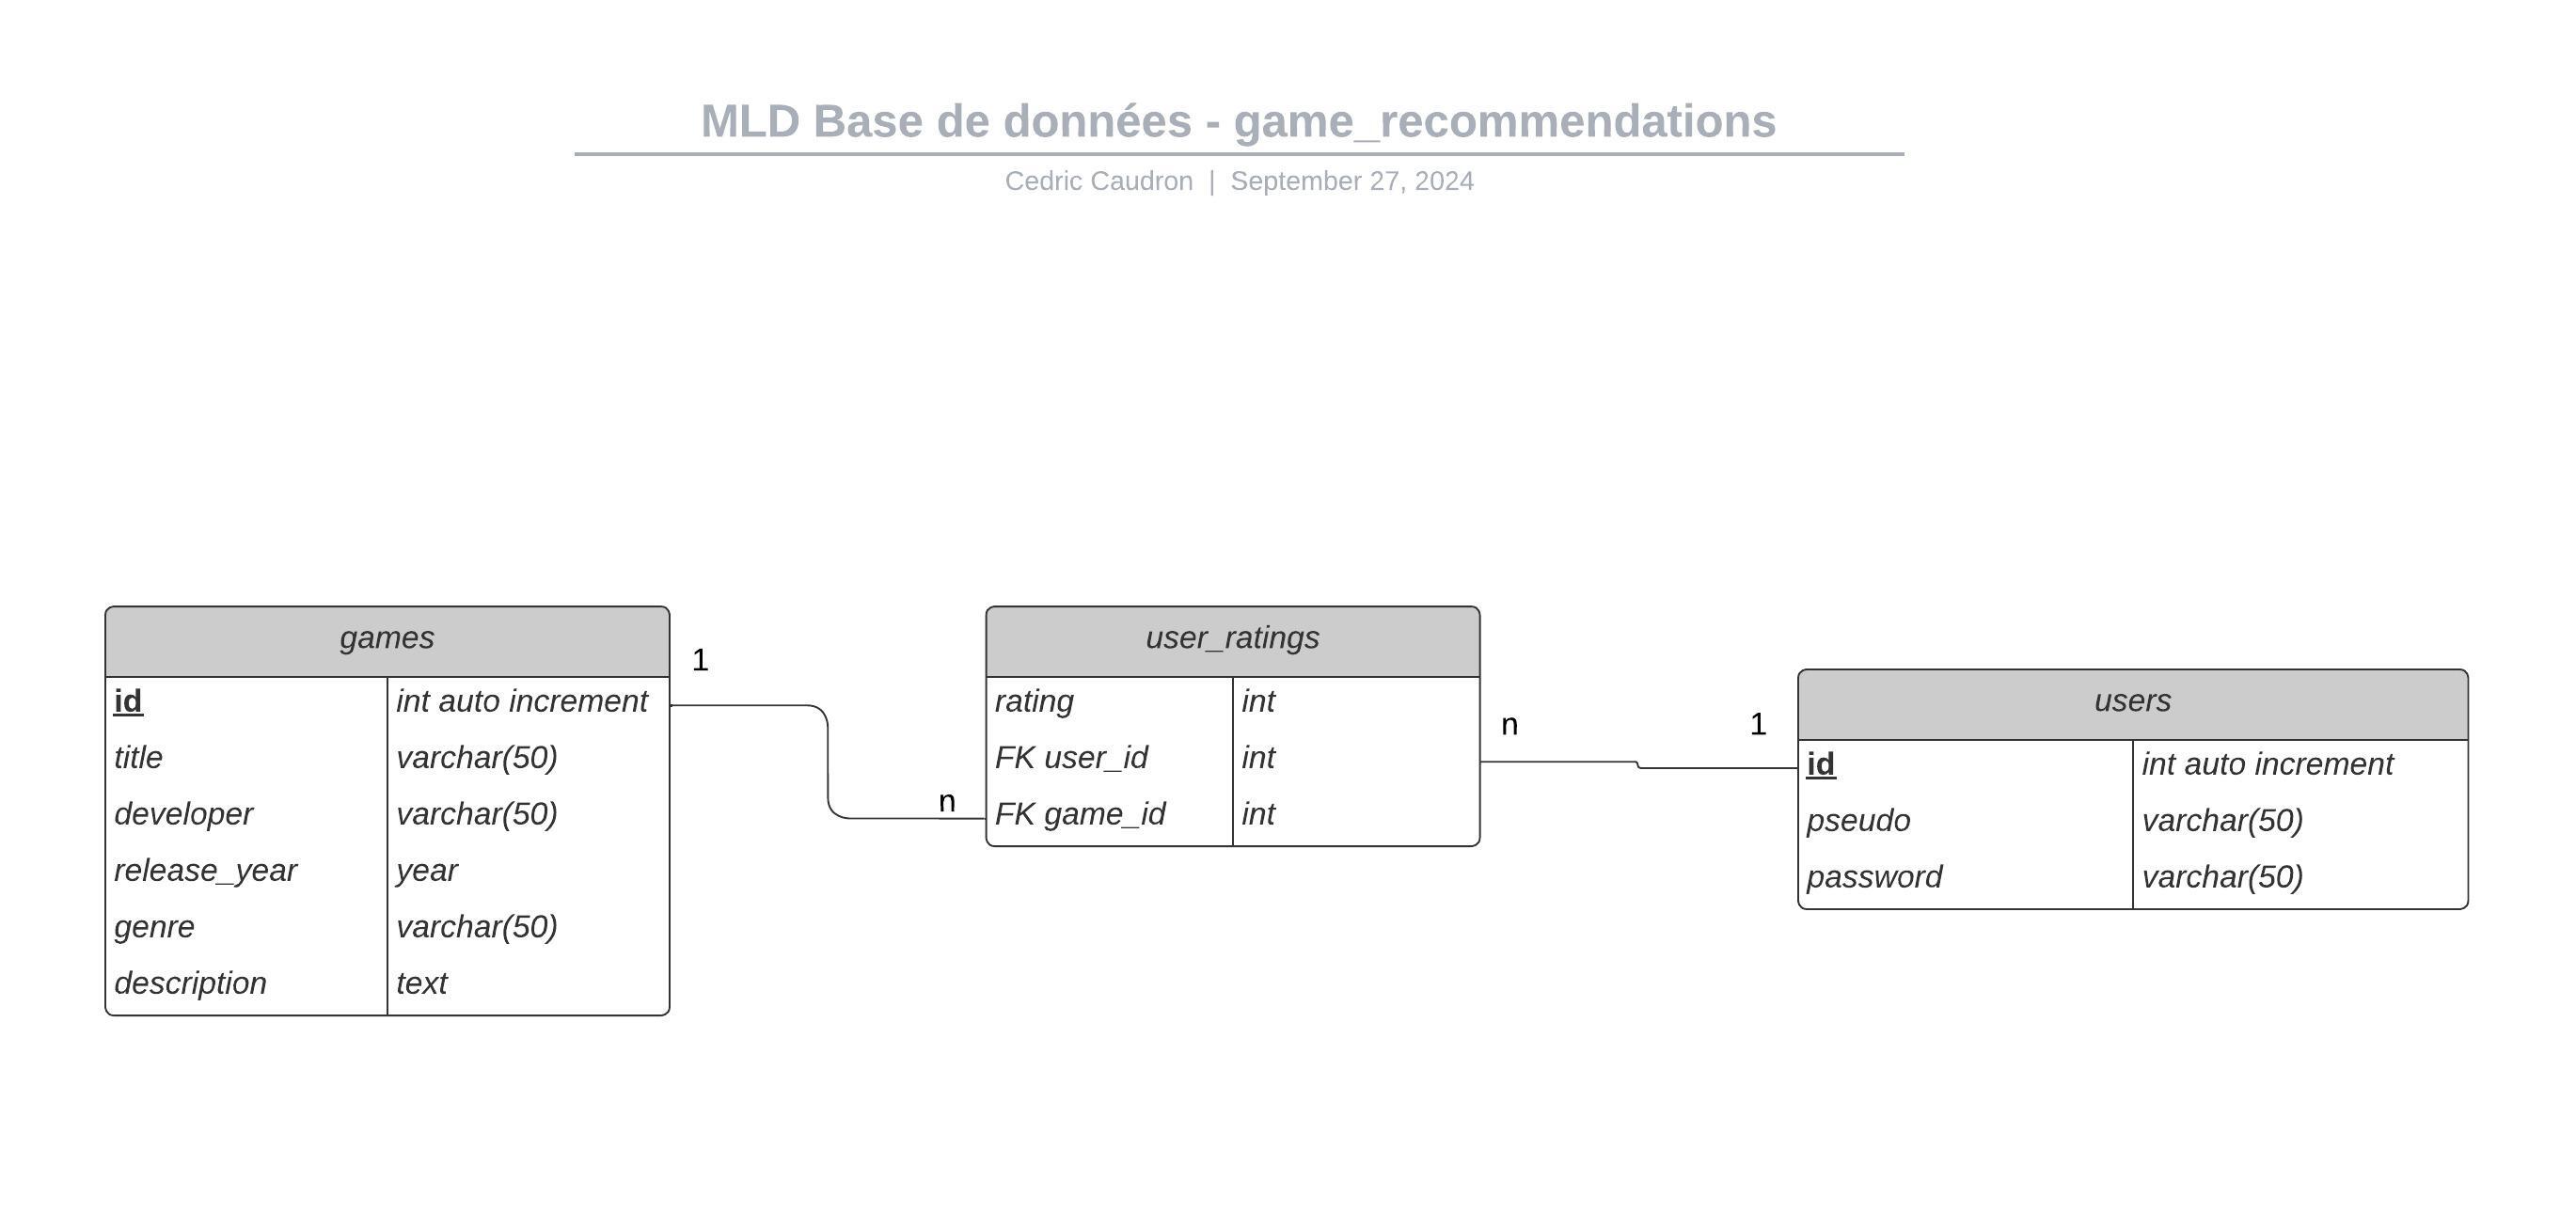 MLD Base de données - game_recommendations
Cedric Caudron | September 27, 2024
games
id int auto increment
title varchar(50)
developer varchar(50)
release_year year
genre varchar(50)
description text
1
n
user_ratings
rating int
FK user_id int
FK game_id int
n
1
users
id int auto increment
pseudo varchar(50)
password varchar(50)